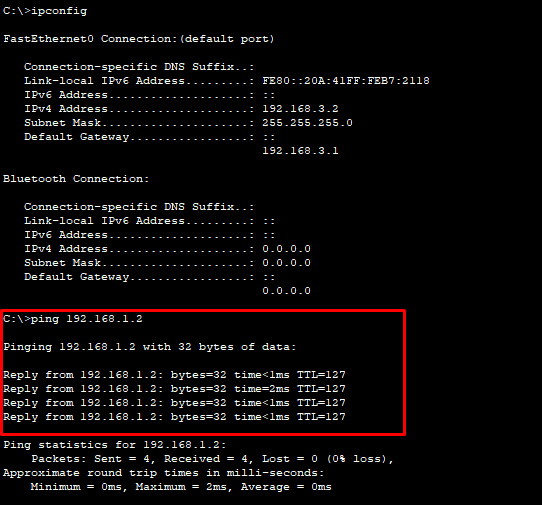 C:\>ipconfig
FastEthernet0 Connection:(default port)
Connection-specific DNS Suffix..:
Link-local IPv6 Address.........: FE80::20A:41FF:FEB7:2118
IPv6 Address....................: ::
IPv4 Address....................: 192.168.3.2
Subnet Mask.....................: 255.255.255.0
Default Gateway.................: ::
192.168.3.1
Bluetooth Connection:
Connection-specific DNS Suffix..:
Link-local IPv6 Address.........: ::
IPv6 Address....................: ::
IPv4 Address....................: 0.0.0.0
Subnet Mask.....................: 0.0.0.0
Default Gateway.................: ::
0.0.0.0
C:\>ping 192.168.1.2
Pinging 192.168.1.2 with 32 bytes of data:
Reply from 192.168.1.2: bytes=32 time<1ms TTL=127
Reply from 192.168.1.2: bytes=32 time=2ms TTL=127
Reply from 192.168.1.2: bytes=32 time<1ms TTL=127
Reply from 192.168.1.2: bytes=32 time<1ms TTL=127
Ping statistics for 192.168.1.2:
Packets: Sent = 4, Received = 4, Lost = 0 (0% loss),
Approximate round trip times in milli-seconds:
Minimum = 0ms, Maximum = 2ms, Average = 0ms